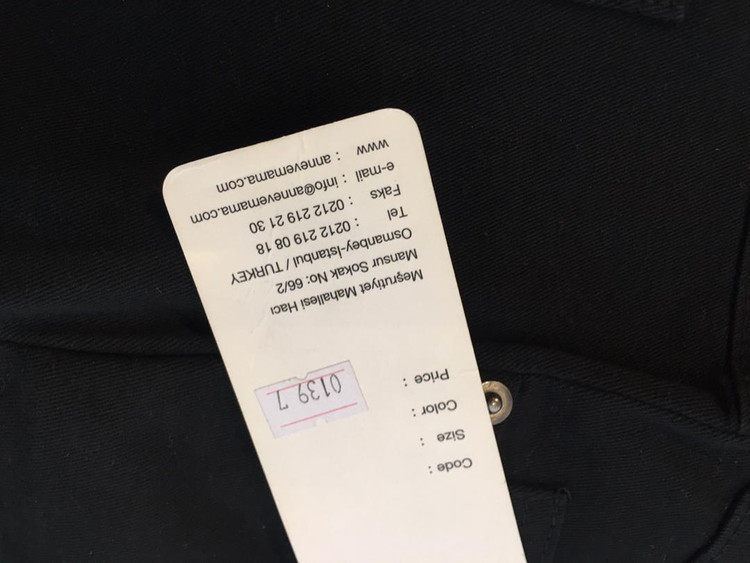 Code :
Size :
Color :
Price :
0139 7
Meşrutiyet Mahallesi Hacı
Mansur Sokak No: 66/2
Osmanbey-İstanbul / TURKEY
Tel : 0212 219 08 18
Faks : 0212 219 21 30
e-mail : info@annevemama.com
www : annevemama.com